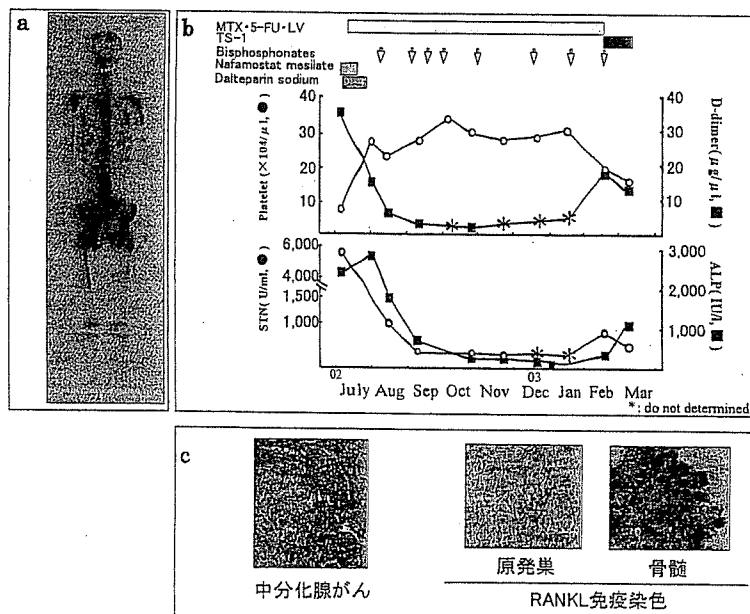 a
b
MTX・5-FU・LV
TS-1
Bisphosphonates
Nafamostat mesilate
Dalteparin sodium
40
30
20
10
Platelet (×104/μl, ●)
40
30
20
10
D-dimer(μg/μl, ■)
6,000
4,000
1,500
1,000
STN( U/ml, ●)
3,000
2,000
1,000
ALP( IU/l, ■)
02
03
July Aug Sep Oct Nov Dec Jan Feb Mar
*: do not determined
c
中分化腺がん
原発巣
骨髄
RANKL免疫染色